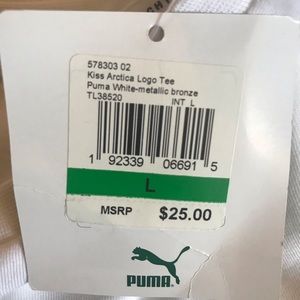 578303 02
Kiss Arctica Logo Tee
Puma White-metallic bronze
TL38520 INT L
1 92339 06691 5
L
MSRP $25.00
PUMA